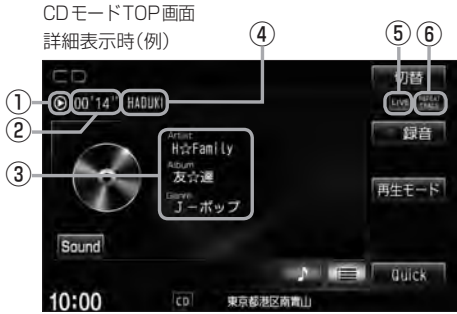 CDモードTOP画面
詳細表示時(例)
④
⑤ ⑥
CD
切替
① 00'14" HADUKI
LIVE REPEAT TRACK
②
Artist
H☆Family
録音
③
Album
友☆達
Genre
J-ポップ
再生モード
Sound
♪
Quick
10:00 CD 東京都港区南青山